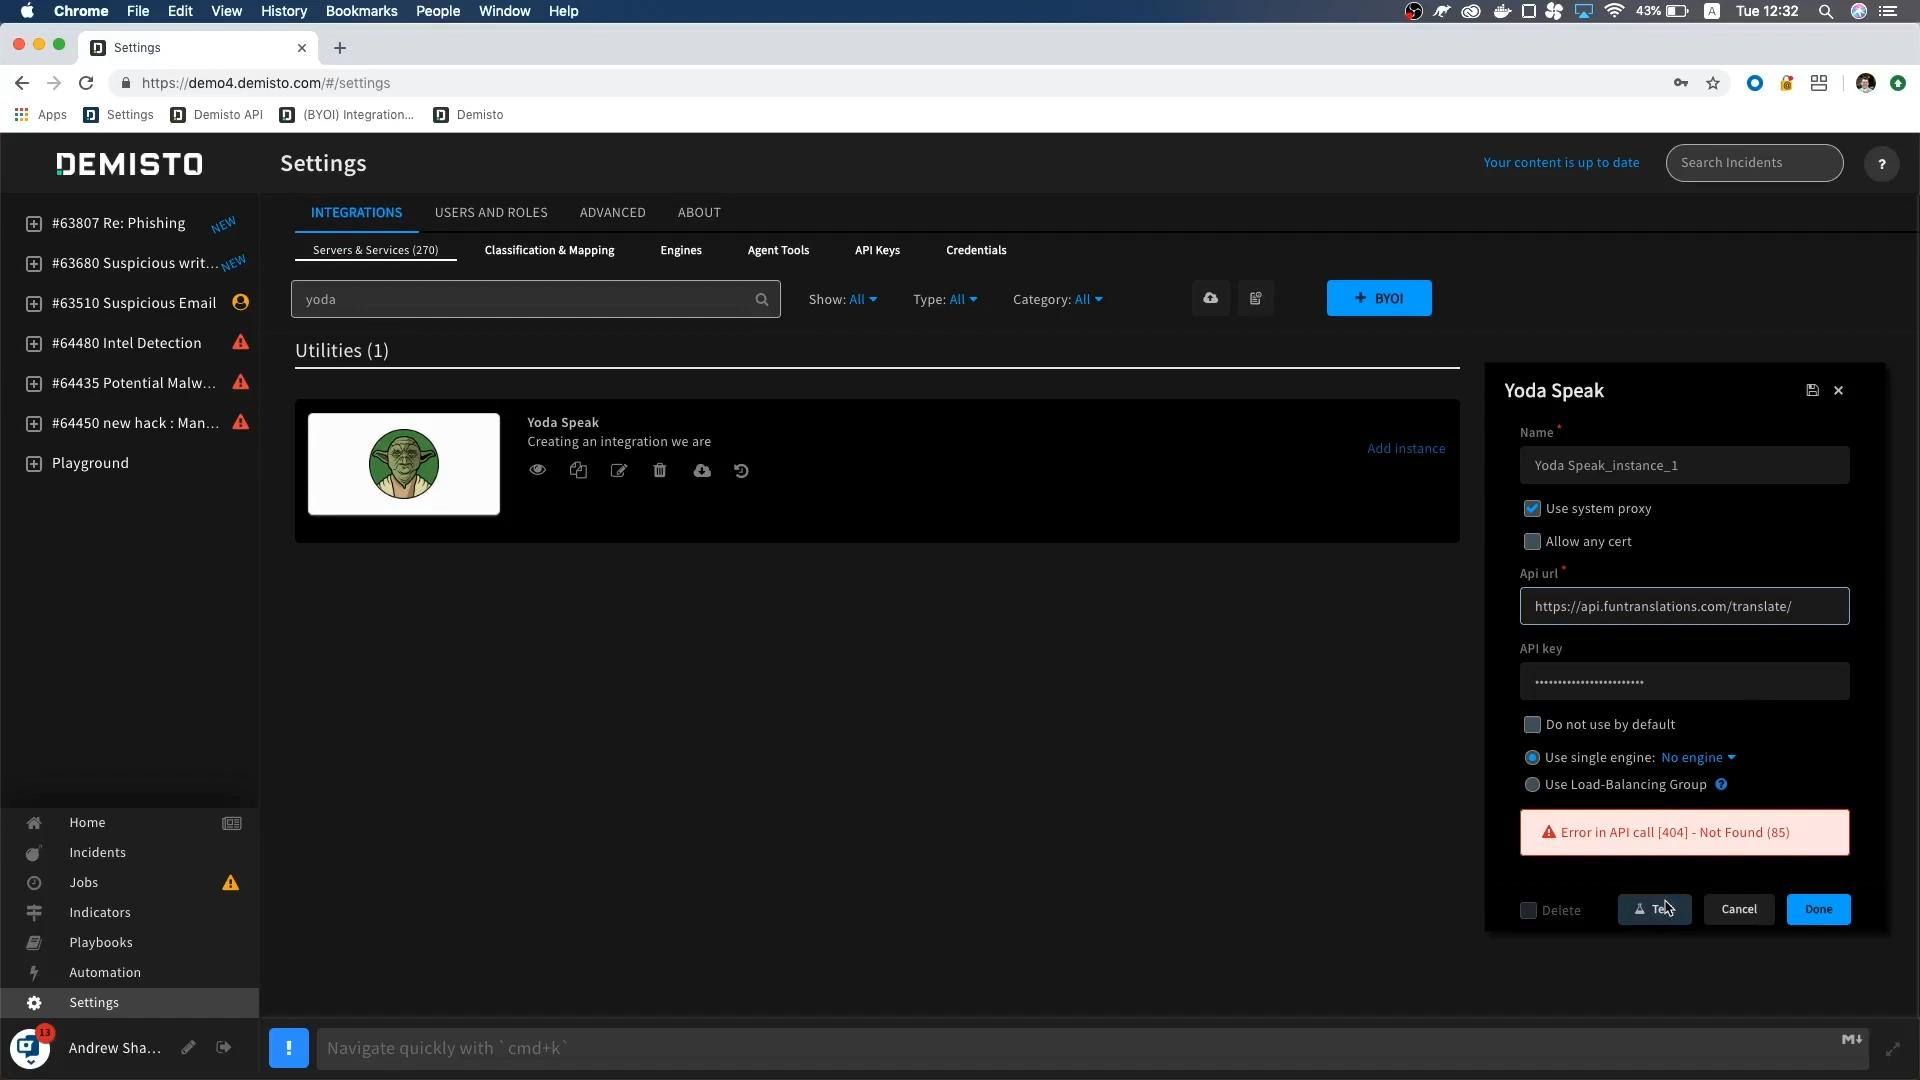 Chrome File Edit View History Bookmarks People Window Help
43% A Tue 12:32
Settings
https://demo4.demisto.com/#/settings
Apps Settings Demisto API (BYOI) Integration... Demisto
DEMISTO
Settings
Your content is up to date
Search Incidents
?
#63807 Re: Phishing NEW
#63680 Suspicious writ... NEW
#63510 Suspicious Email
#64480 Intel Detection
#64435 Potential Malw...
#64450 new hack : Man...
Playground
INTEGRATIONS USERS AND ROLES ADVANCED ABOUT
Servers & Services (270) Classification & Mapping Engines Agent Tools API Keys Credentials
yoda
Show: All Type: All Category: All
+ BYOI
Utilities (1)
Yoda Speak
Creating an integration we are
Add instance
Yoda Speak
Name *
Yoda Speak_instance_1
Use system proxy
Allow any cert
Api url *
https://api.funtranslations.com/translate/
API key
••••••••••••••••••••••••
Do not use by default
Use single engine: No engine
Use Load-Balancing Group ?
Error in API call [404] - Not Found (85)
Delete
Cancel
Done
Home
Incidents
Jobs
Indicators
Playbooks
Automation
Settings
13
Andrew Sha...
!
Navigate quickly with `cmd+k`
M